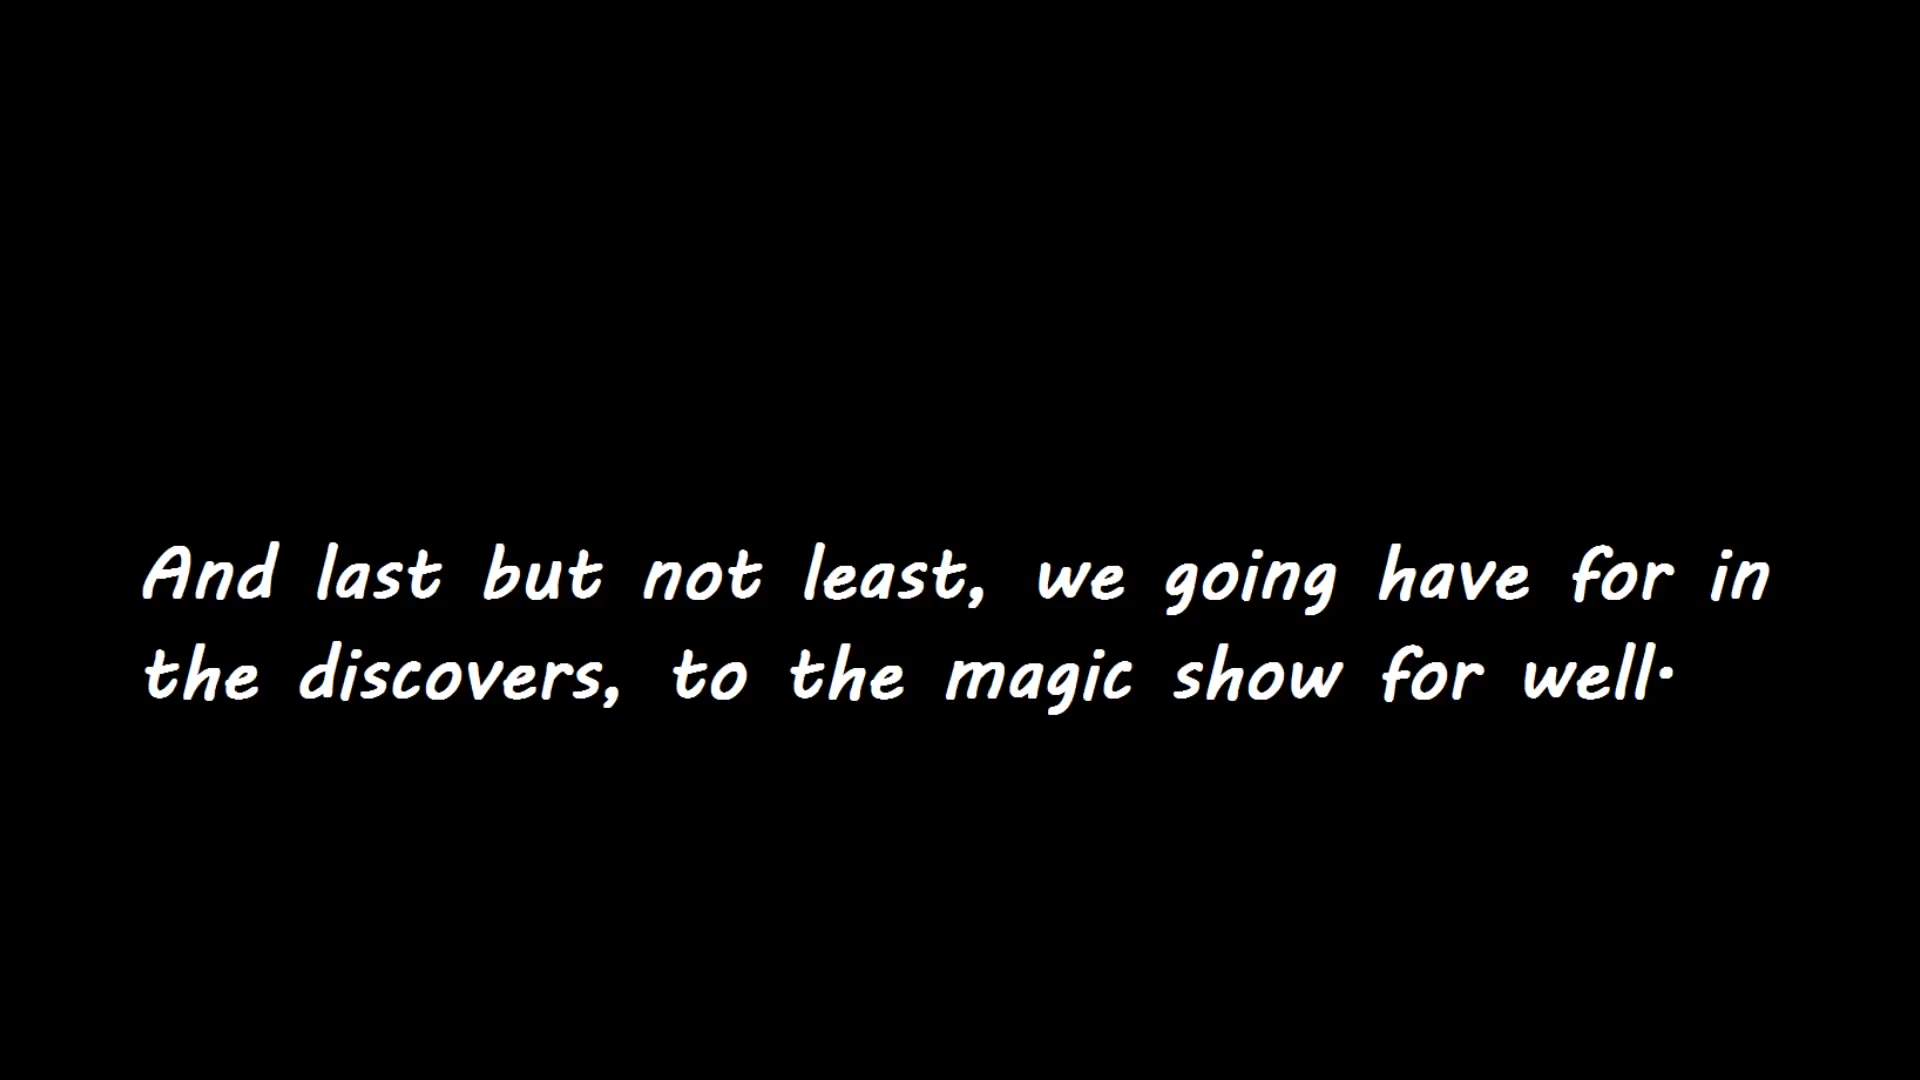 And last but not least, we going have for in
the discovers, to the magic show for well.